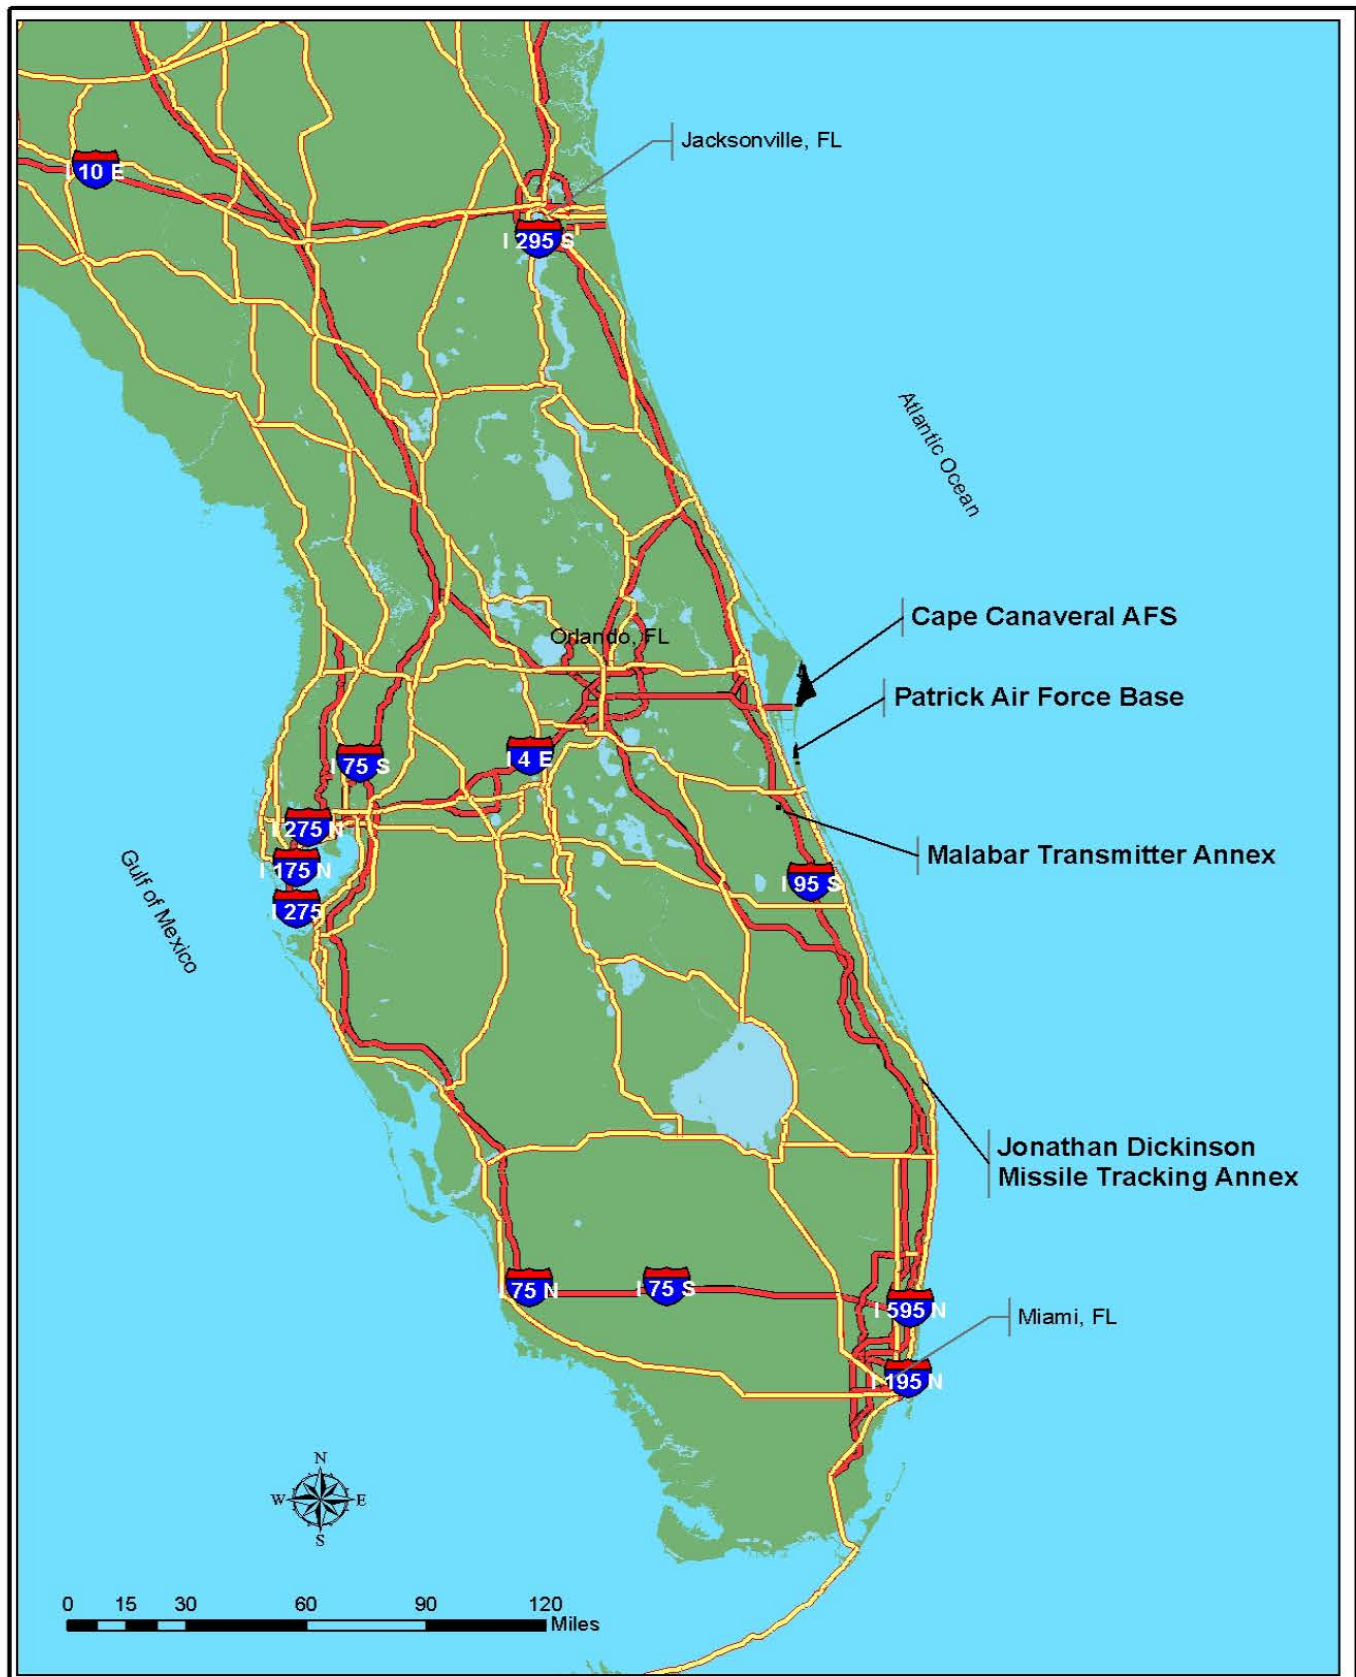 Jacksonville, FL
I 10 E
I 295 S
Atlantic Ocean
Cape Canaveral AFS
Orlando, FL
Patrick Air Force Base
I 75 S
I 4 E
I 275 N
Malabar Transmitter Annex
I 175 N
I 95 S
I 275
Gulf of Mexico
Jonathan Dickinson
Missile Tracking Annex
I 75 N
I 75 S
I 595 N
Miami, FL
I 195 N
N
W
E
S
0 15 30 60 90 120
Miles